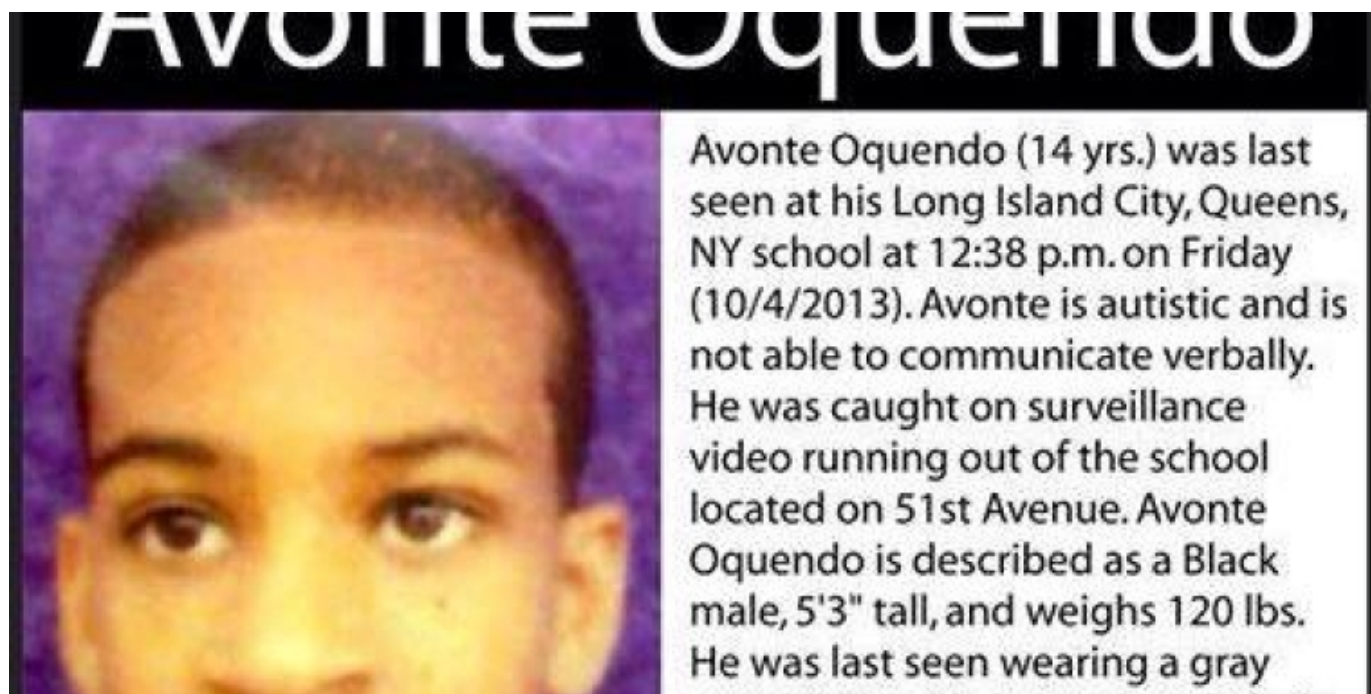 Avonte Oquendo
Avonte Oquendo (14 yrs.) was last
seen at his Long Island City, Queens,
NY school at 12:38 p.m. on Friday
(10/4/2013). Avonte is autistic and is
not able to communicate verbally.
He was caught on surveillance
video running out of the school
located on 51st Avenue. Avonte
Oquendo is described as a Black
male, 5'3" tall, and weighs 120 lbs.
He was last seen wearing a gray